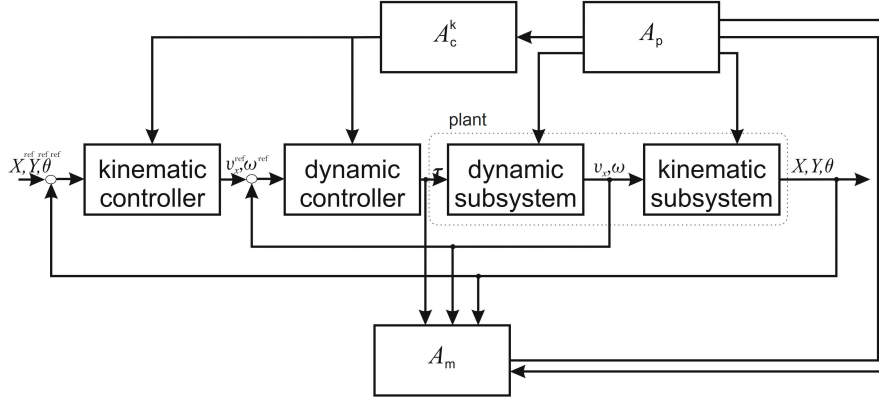 A_c^k
A_p
plant
X^ref,Y^ref,θ^ref
kinematic
controller
v_x^ref,ω^ref
dynamic
controller
τ
dynamic
subsystem
v_x,ω
kinematic
subsystem
X,Y,θ
A_m